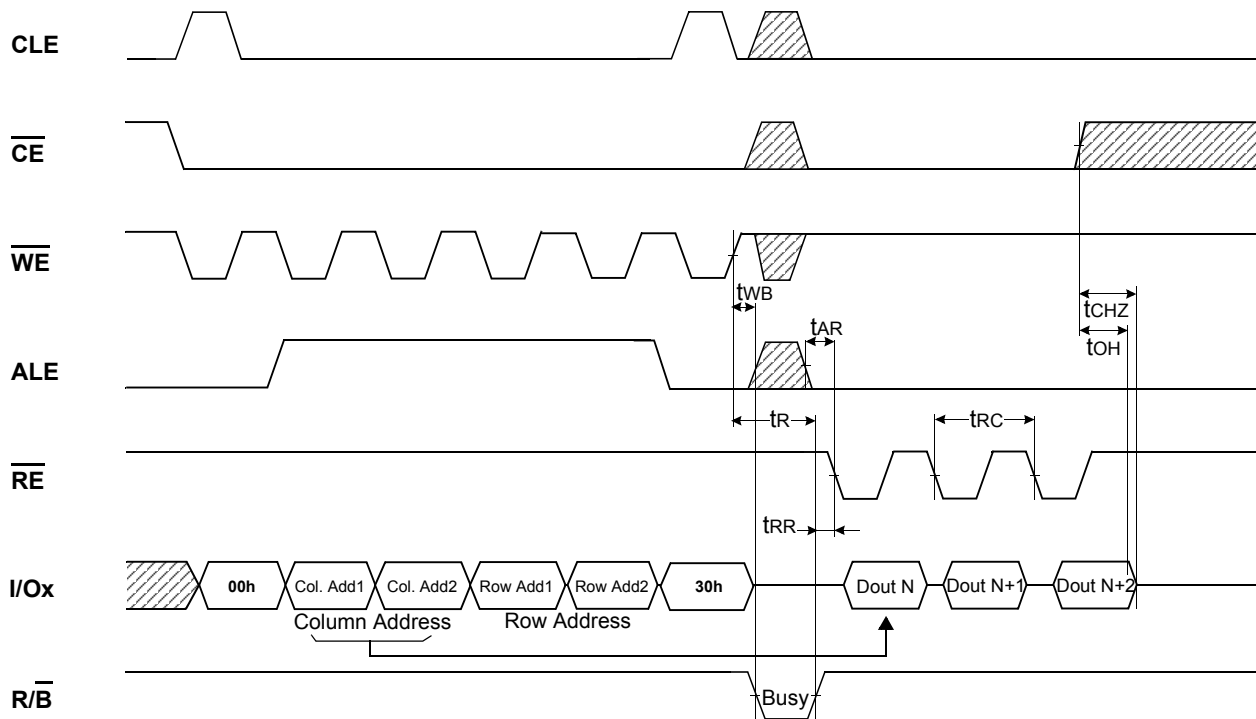 CLE
CE
WE
tWB
tAR
tCHZ
tOH
ALE
tR
tRC
RE
tRR
I/Ox
00h
Col. Add1
Col. Add2
Row Add1
Row Add2
30h
Dout N
Dout N+1
Dout N+2
Column Address
Row Address
R/B
Busy